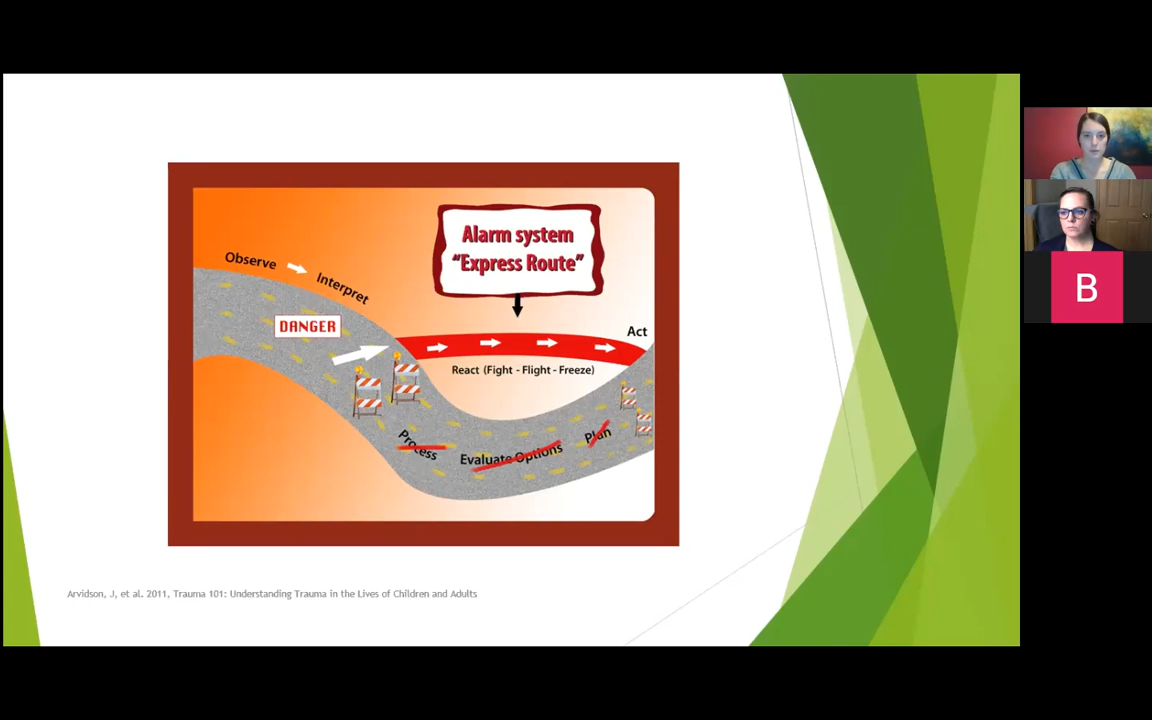 Alarm system
"Express Route"
Observe
Interpret
DANGER
Act
React (Fight - Flight - Freeze)
Process
Evaluate Options
Plan
Arvidson, J, et al. 2011, Trauma 101: Understanding Trauma in the Lives of Children and Adults
B